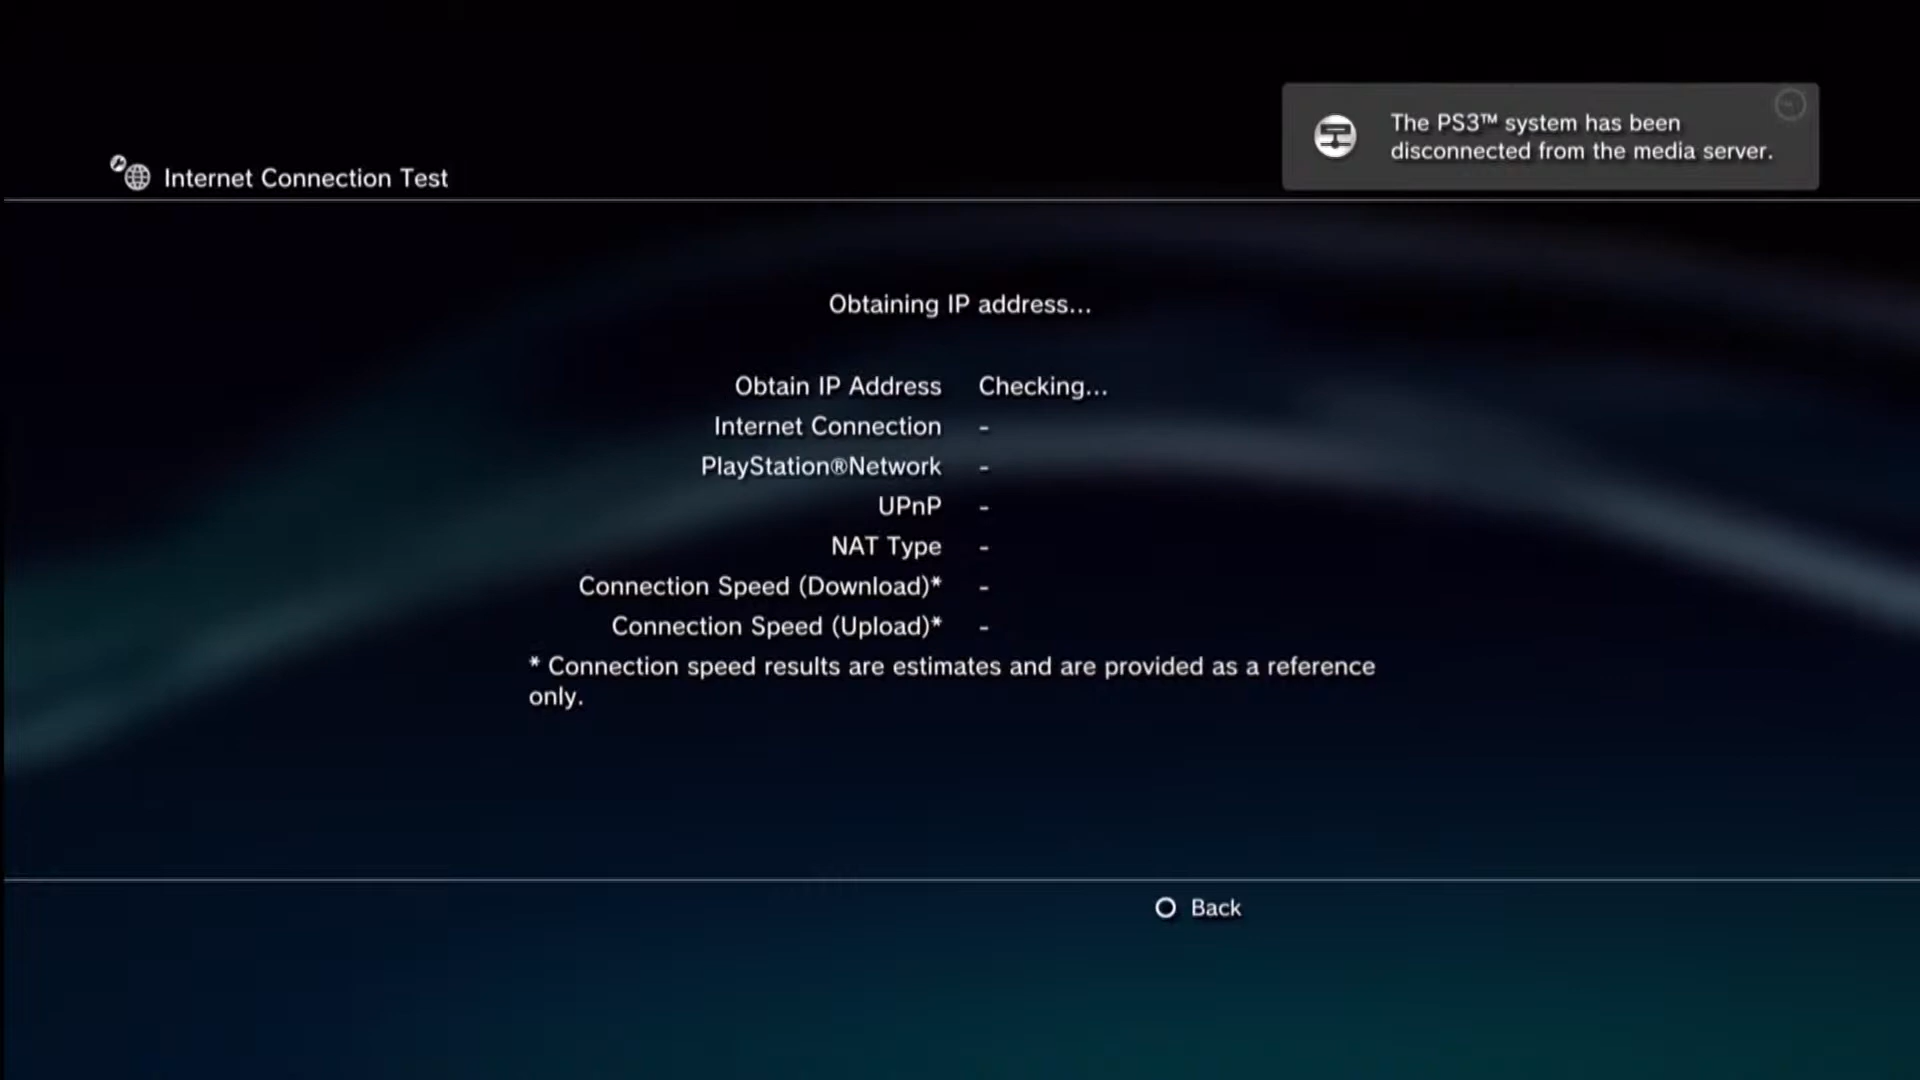 The PS3™ system has been
disconnected from the media server.
Internet Connection Test
Obtaining IP address...
Obtain IP Address Checking...
Internet Connection -
PlayStation®Network -
UPnP -
NAT Type -
Connection Speed (Download)* -
Connection Speed (Upload)* -
* Connection speed results are estimates and are provided as a reference
only.
Back